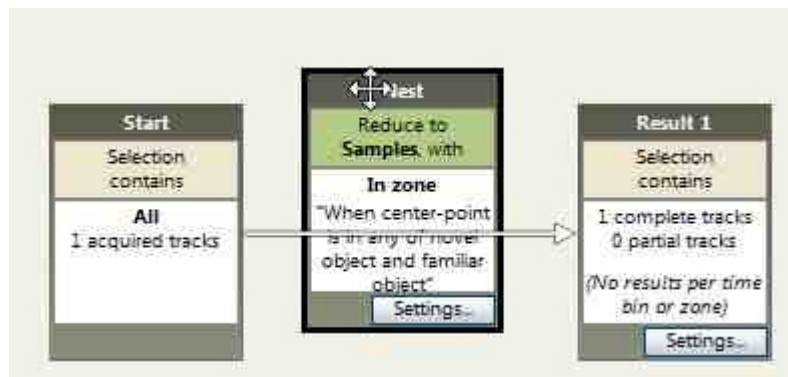 Start
Selection
contains
All
1 acquired tracks
Nest
Reduce to
Samples, with
In zone
"When center-point
is in any of novel
object and familiar
object"
Settings...
Result 1
Selection
contains
1 complete tracks
0 partial tracks
(No results per time
bin or zone)
Settings...